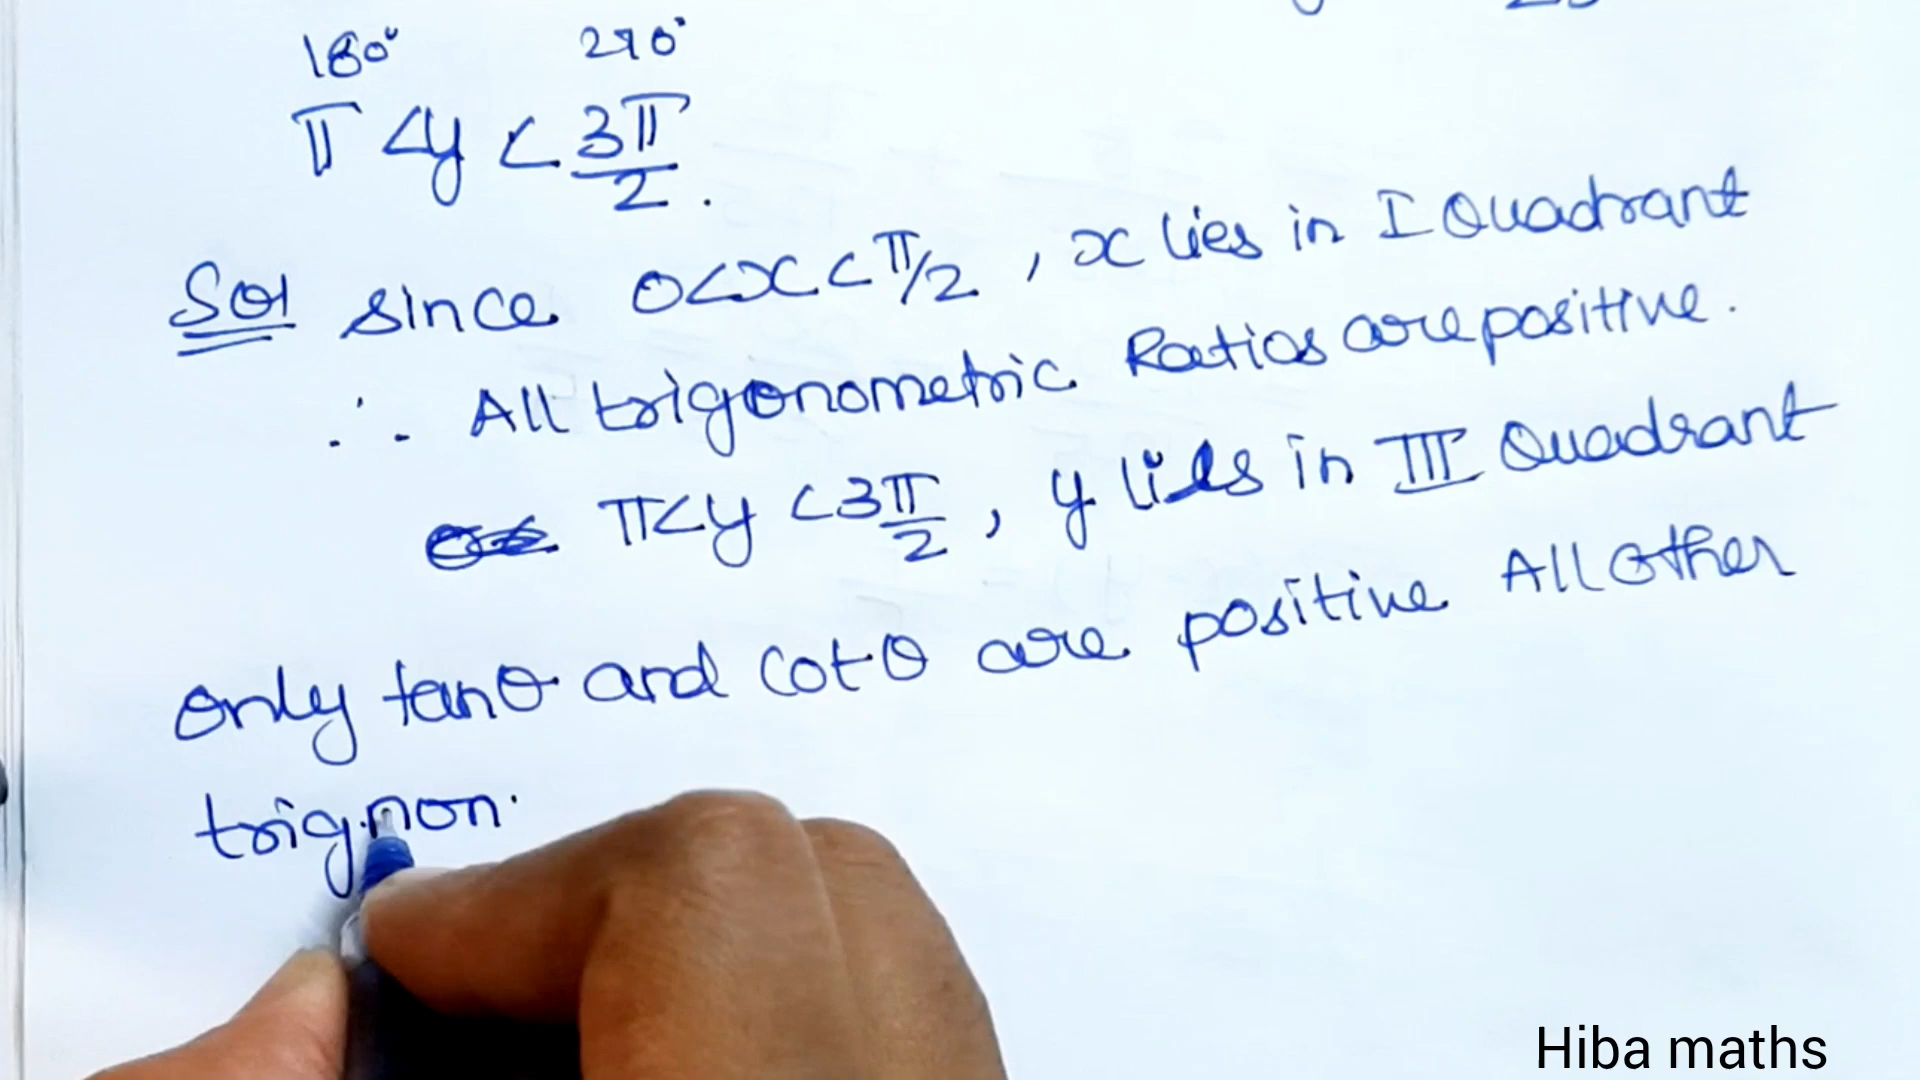 180° 270°
π < y < 3π/2.
Sol since 0 < x < π/2, x lies in I Quadrant
∴ All trigonometric Ratios are positive.
π < y < 3π/2, y lies in III Quadrant
only tanθ and cotθ are positive All other
trignon.
Hiba maths